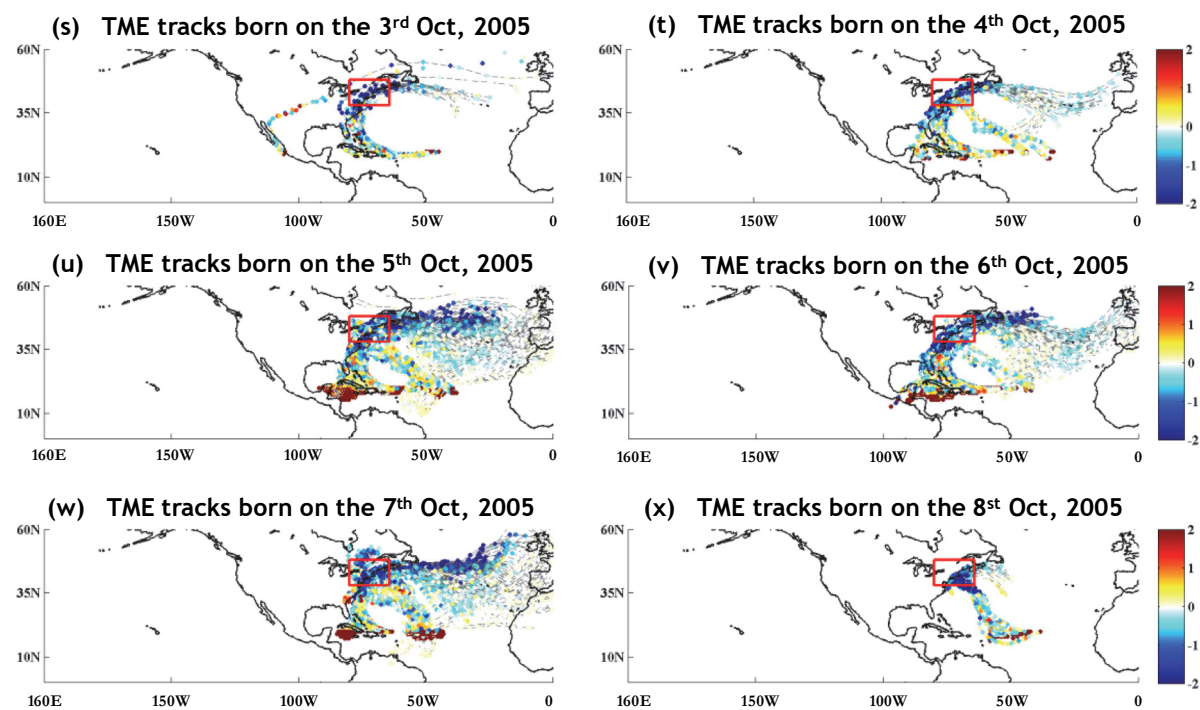 (s) TME tracks born on the 3rd Oct, 2005
(t) TME tracks born on the 4th Oct, 2005
60N
35N
10N
160E 150W 100W 50W 0
60N
35N
10N
160E 150W 100W 50W 0
2
1
0
-1
-2
(u) TME tracks born on the 5th Oct, 2005
(v) TME tracks born on the 6th Oct, 2005
60N
35N
10N
160E 150W 100W 50W 0
60N
35N
10N
160E 150W 100W 50W 0
2
1
0
-1
-2
(w) TME tracks born on the 7th Oct, 2005
(x) TME tracks born on the 8st Oct, 2005
60N
35N
10N
160E 150W 100W 50W 0
60N
35N
10N
160E 150W 100W 50W 0
2
1
0
-1
-2